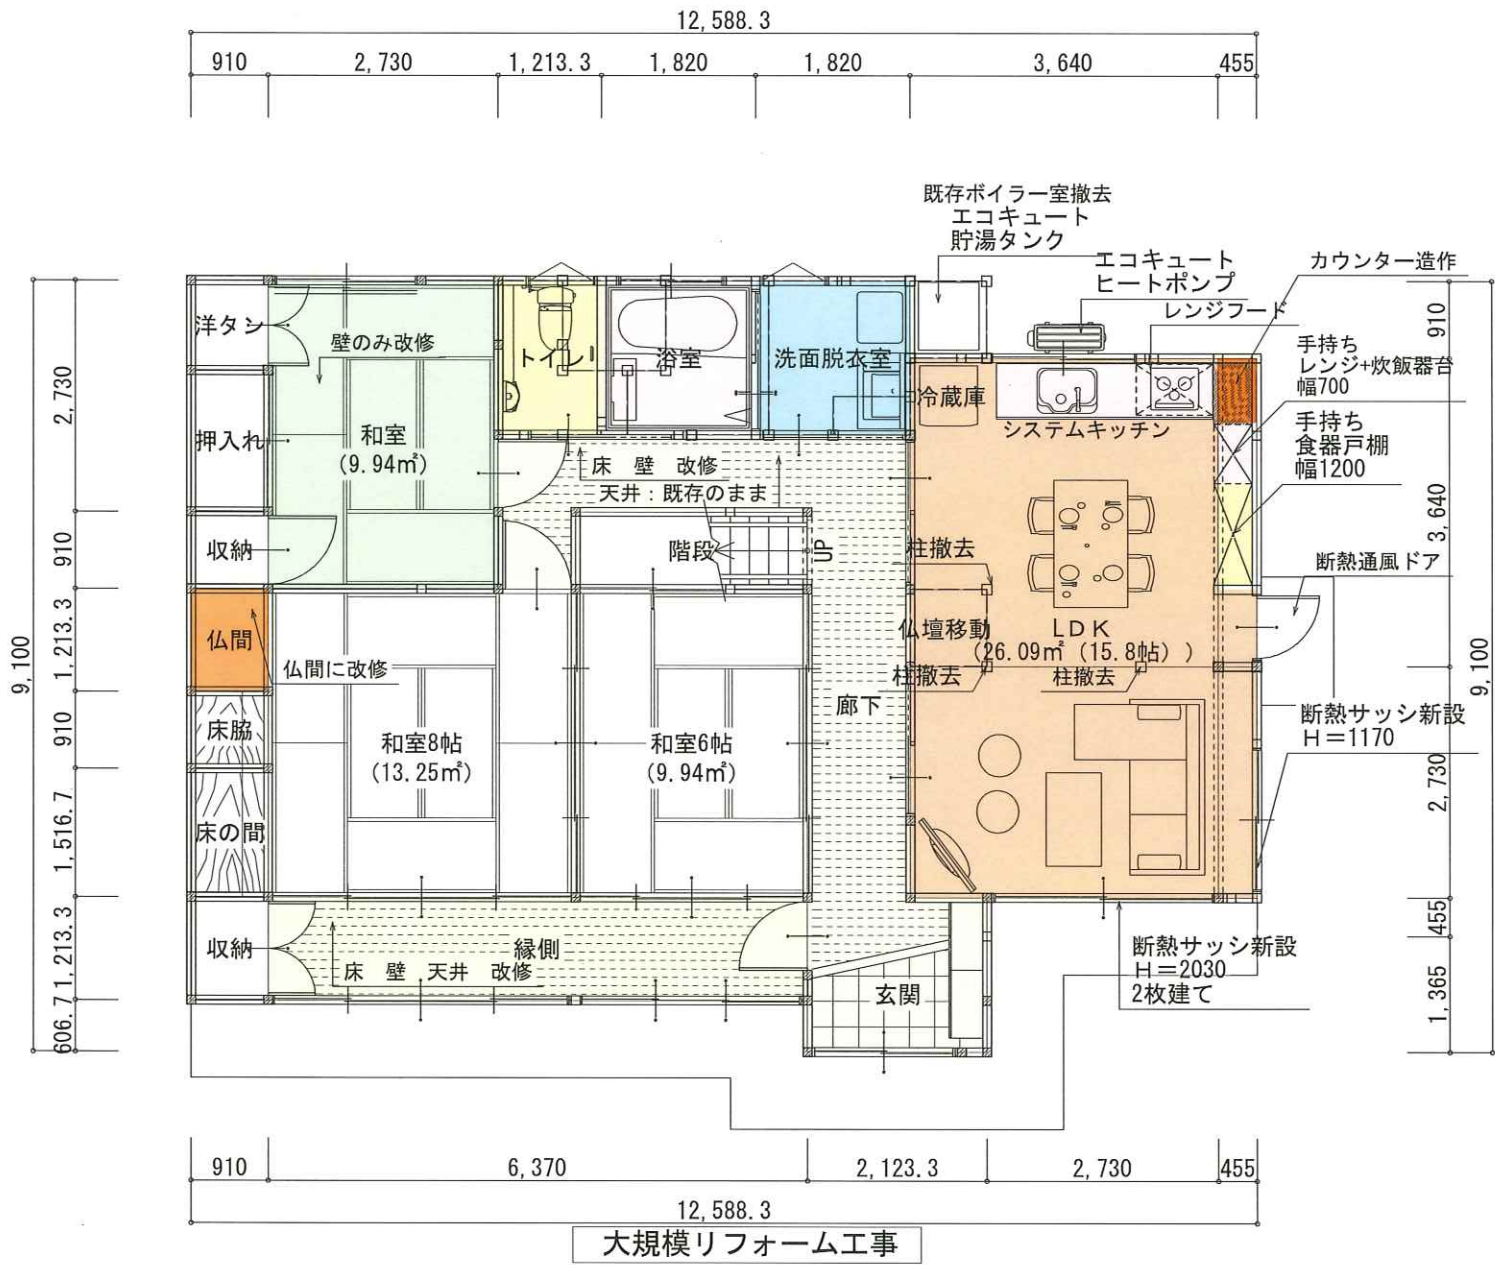 12,588.3
910
2,730
1,213.3
1,820
1,820
3,640
455
既存ボイラー室撤去
エコキュート
貯湯タンク
エコキュート
ヒートポンプ
カウンター造作
レンジフード
手持ち
レンジ+炊飯器台
幅700
手持ち
食器戸棚
幅1200
洋タン
壁のみ改修
トイレ
浴室
洗面脱衣室
冷蔵庫
システムキッチン
押入れ
和室
(9.94㎡)
床 壁 改修
天井：既存のまま
収納
階段
UP
柱撤去
断熱通風ドア
仏間
仏間に改修
仏壇移動
LDK
(26.09㎡ (15.8帖) )
柱撤去
柱撤去
廊下
床脇
和室8帖
(13.25㎡)
和室6帖
(9.94㎡)
断熱サッシ新設
H=1170
床の間
収納
縁側
床 壁 天井 改修
玄関
断熱サッシ新設
H=2030
2枚建て
9,100
2,730
910
1,213.3
910
1,516.7
1,213.3
606.7
910
3,640
2,730
455
1,365
9,100
910
6,370
2,123.3
2,730
455
12,588.3
大規模リフォーム工事